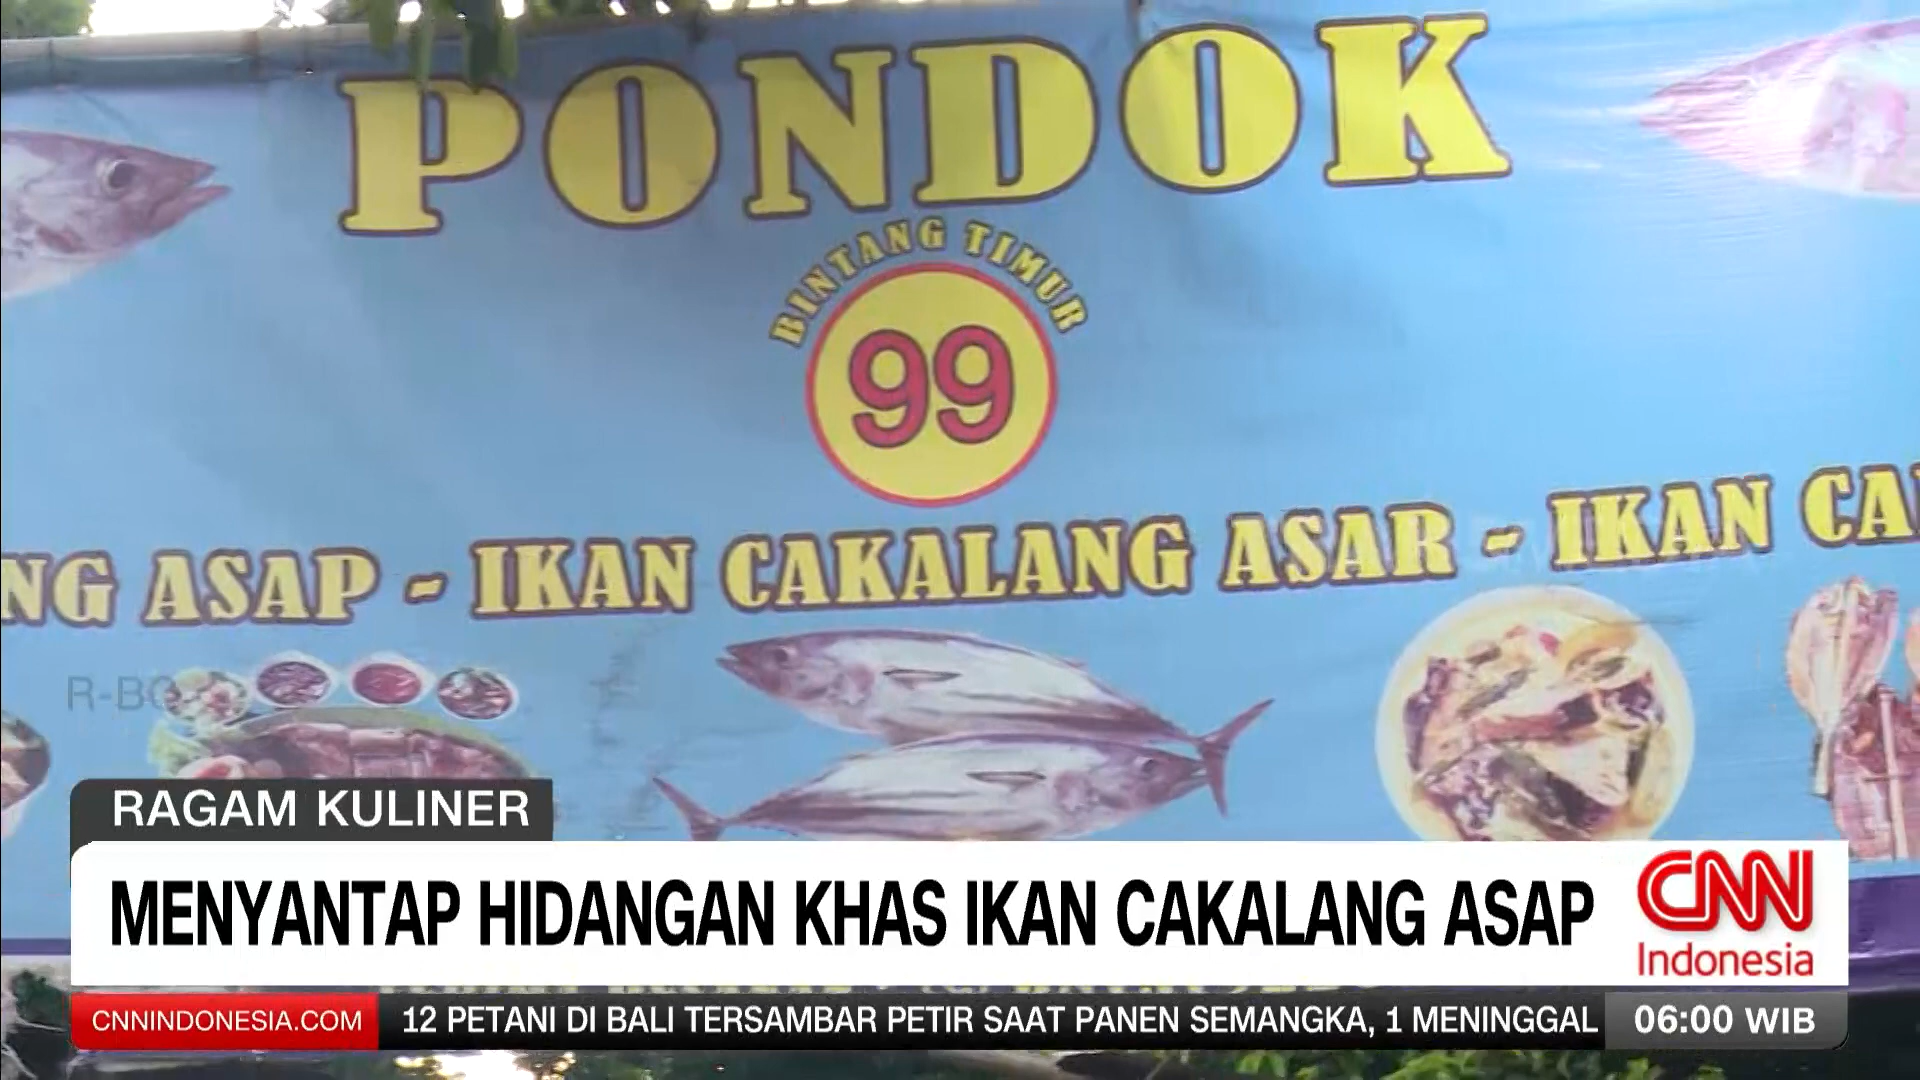 PONDOK
BINTANG TIMUR
99
NG ASAP - IKAN CAKALANG ASAR - IKAN CA
RAGAM KULINER
MENYANTAP HIDANGAN KHAS IKAN CAKALANG ASAP
CNN
Indonesia
CNNINDONESIA.COM
12 PETANI DI BALI TERSAMBAR PETIR SAAT PANEN SEMANGKA, 1 MENINGGAL
06:00 WIB